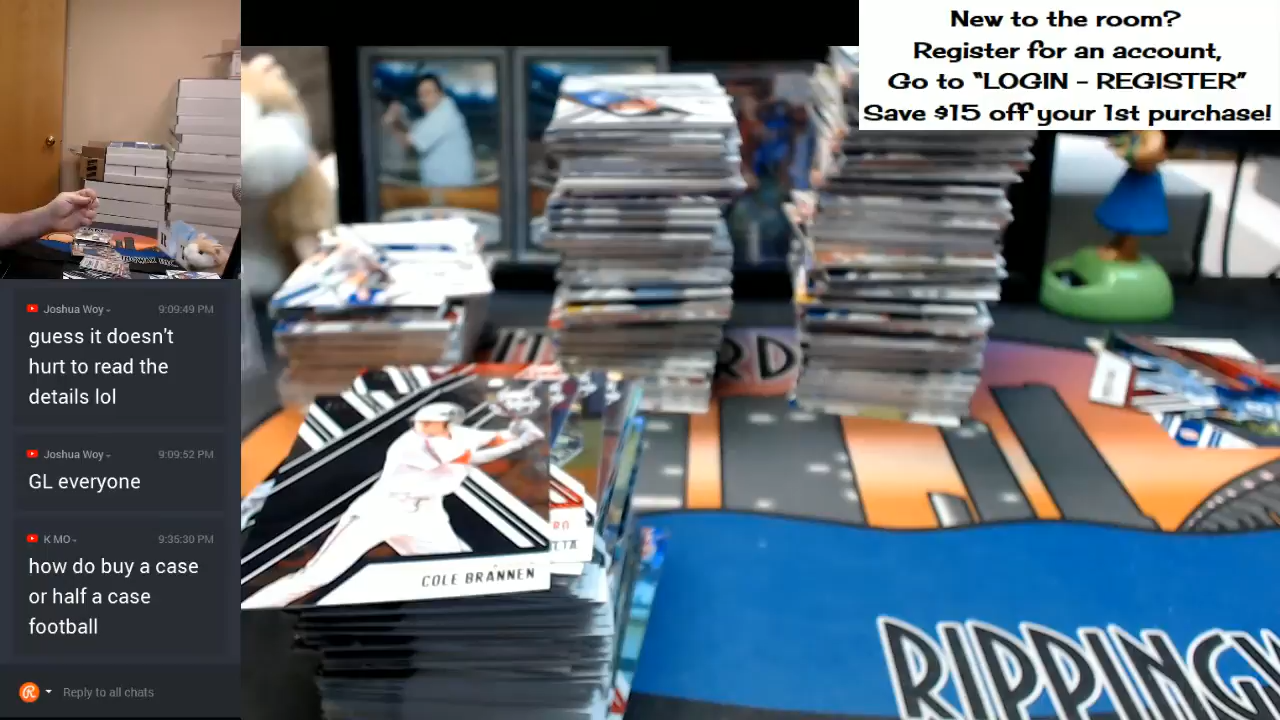 New to the room?
Register for an account,
Go to "LOGIN - REGISTER"
Save $15 off your 1st purchase!
Joshua Woy
9:09:49 PM
guess it doesn't
hurt to read the
details lol
Joshua Woy
9:09:52 PM
GL everyone
K MO
9:35:30 PM
how do buy a case
or half a case
football
Reply to all chats
COLE BRANNEN
RIPPINGW